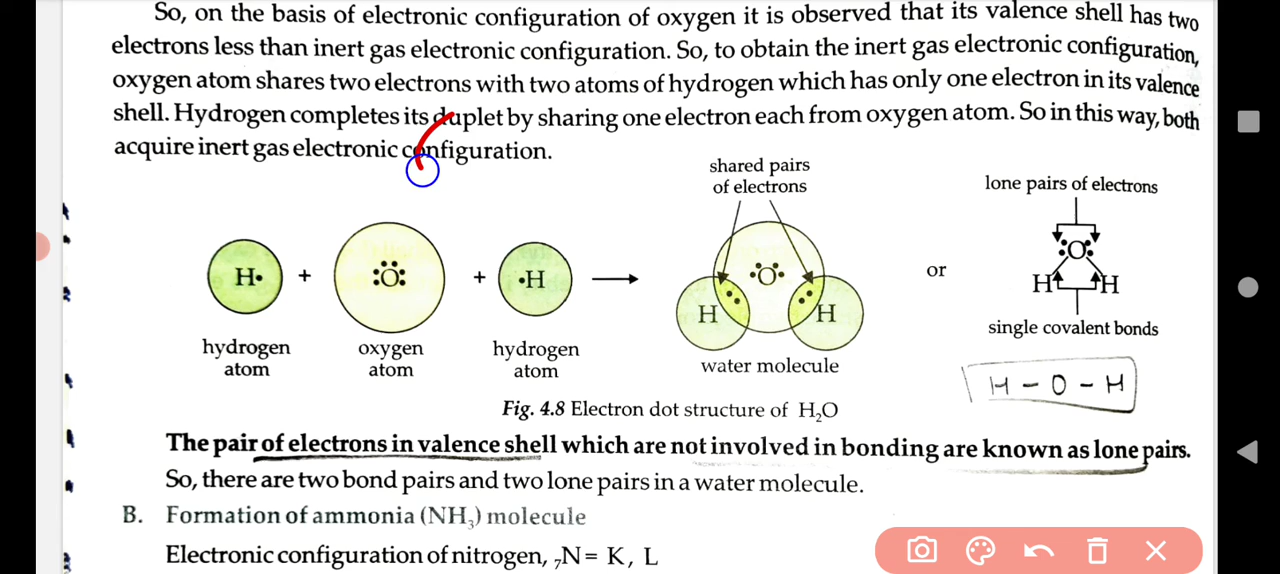 So, on the basis of electronic configuration of oxygen it is observed that its valence shell has two
electrons less than inert gas electronic configuration. So, to obtain the inert gas electronic configuration,
oxygen atom shares two electrons with two atoms of hydrogen which has only one electron in its valence
shell. Hydrogen completes its duplet by sharing one electron each from oxygen atom. So in this way, both
acquire inert gas electronic configuration.
shared pairs
of electrons
lone pairs of electrons
H• + :Ö: + •H → •O• H H or :O: H H
single covalent bonds
hydrogen
atom
oxygen
atom
hydrogen
atom
water molecule
H - O - H
Fig. 4.8 Electron dot structure of H₂O
The pair of electrons in valence shell which are not involved in bonding are known as lone pairs.
So, there are two bond pairs and two lone pairs in a water molecule.
B. Formation of ammonia (NH₃) molecule
Electronic configuration of nitrogen, ₇N= K, L